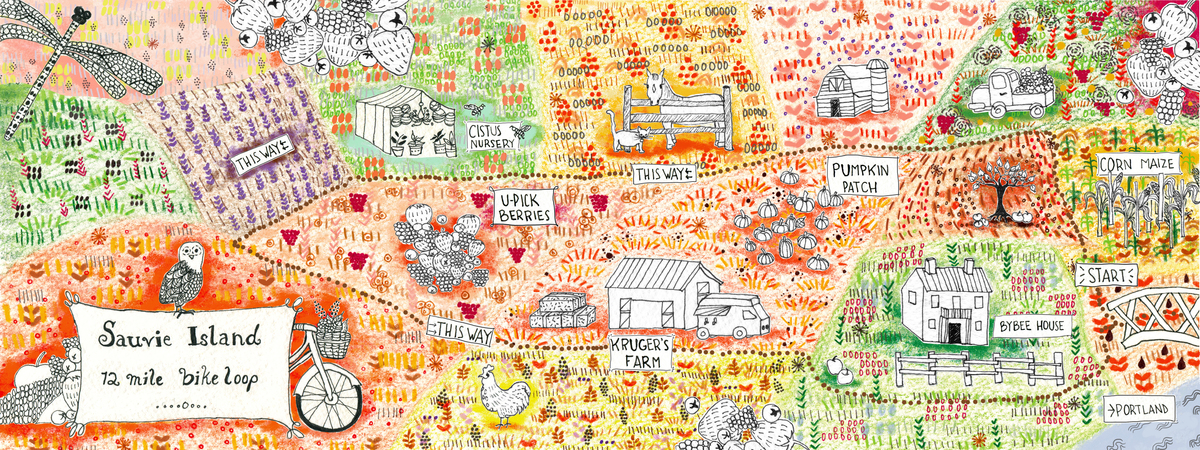 THIS WAY
CISTUS
NURSERY
THIS WAY
U-PICK
BERRIES
PUMPKIN
PATCH
CORN MAIZE
START
BYBEE HOUSE
THIS WAY
KRUGER'S
FARM
Sauvie Island
12 mile bike loop
PORTLAND